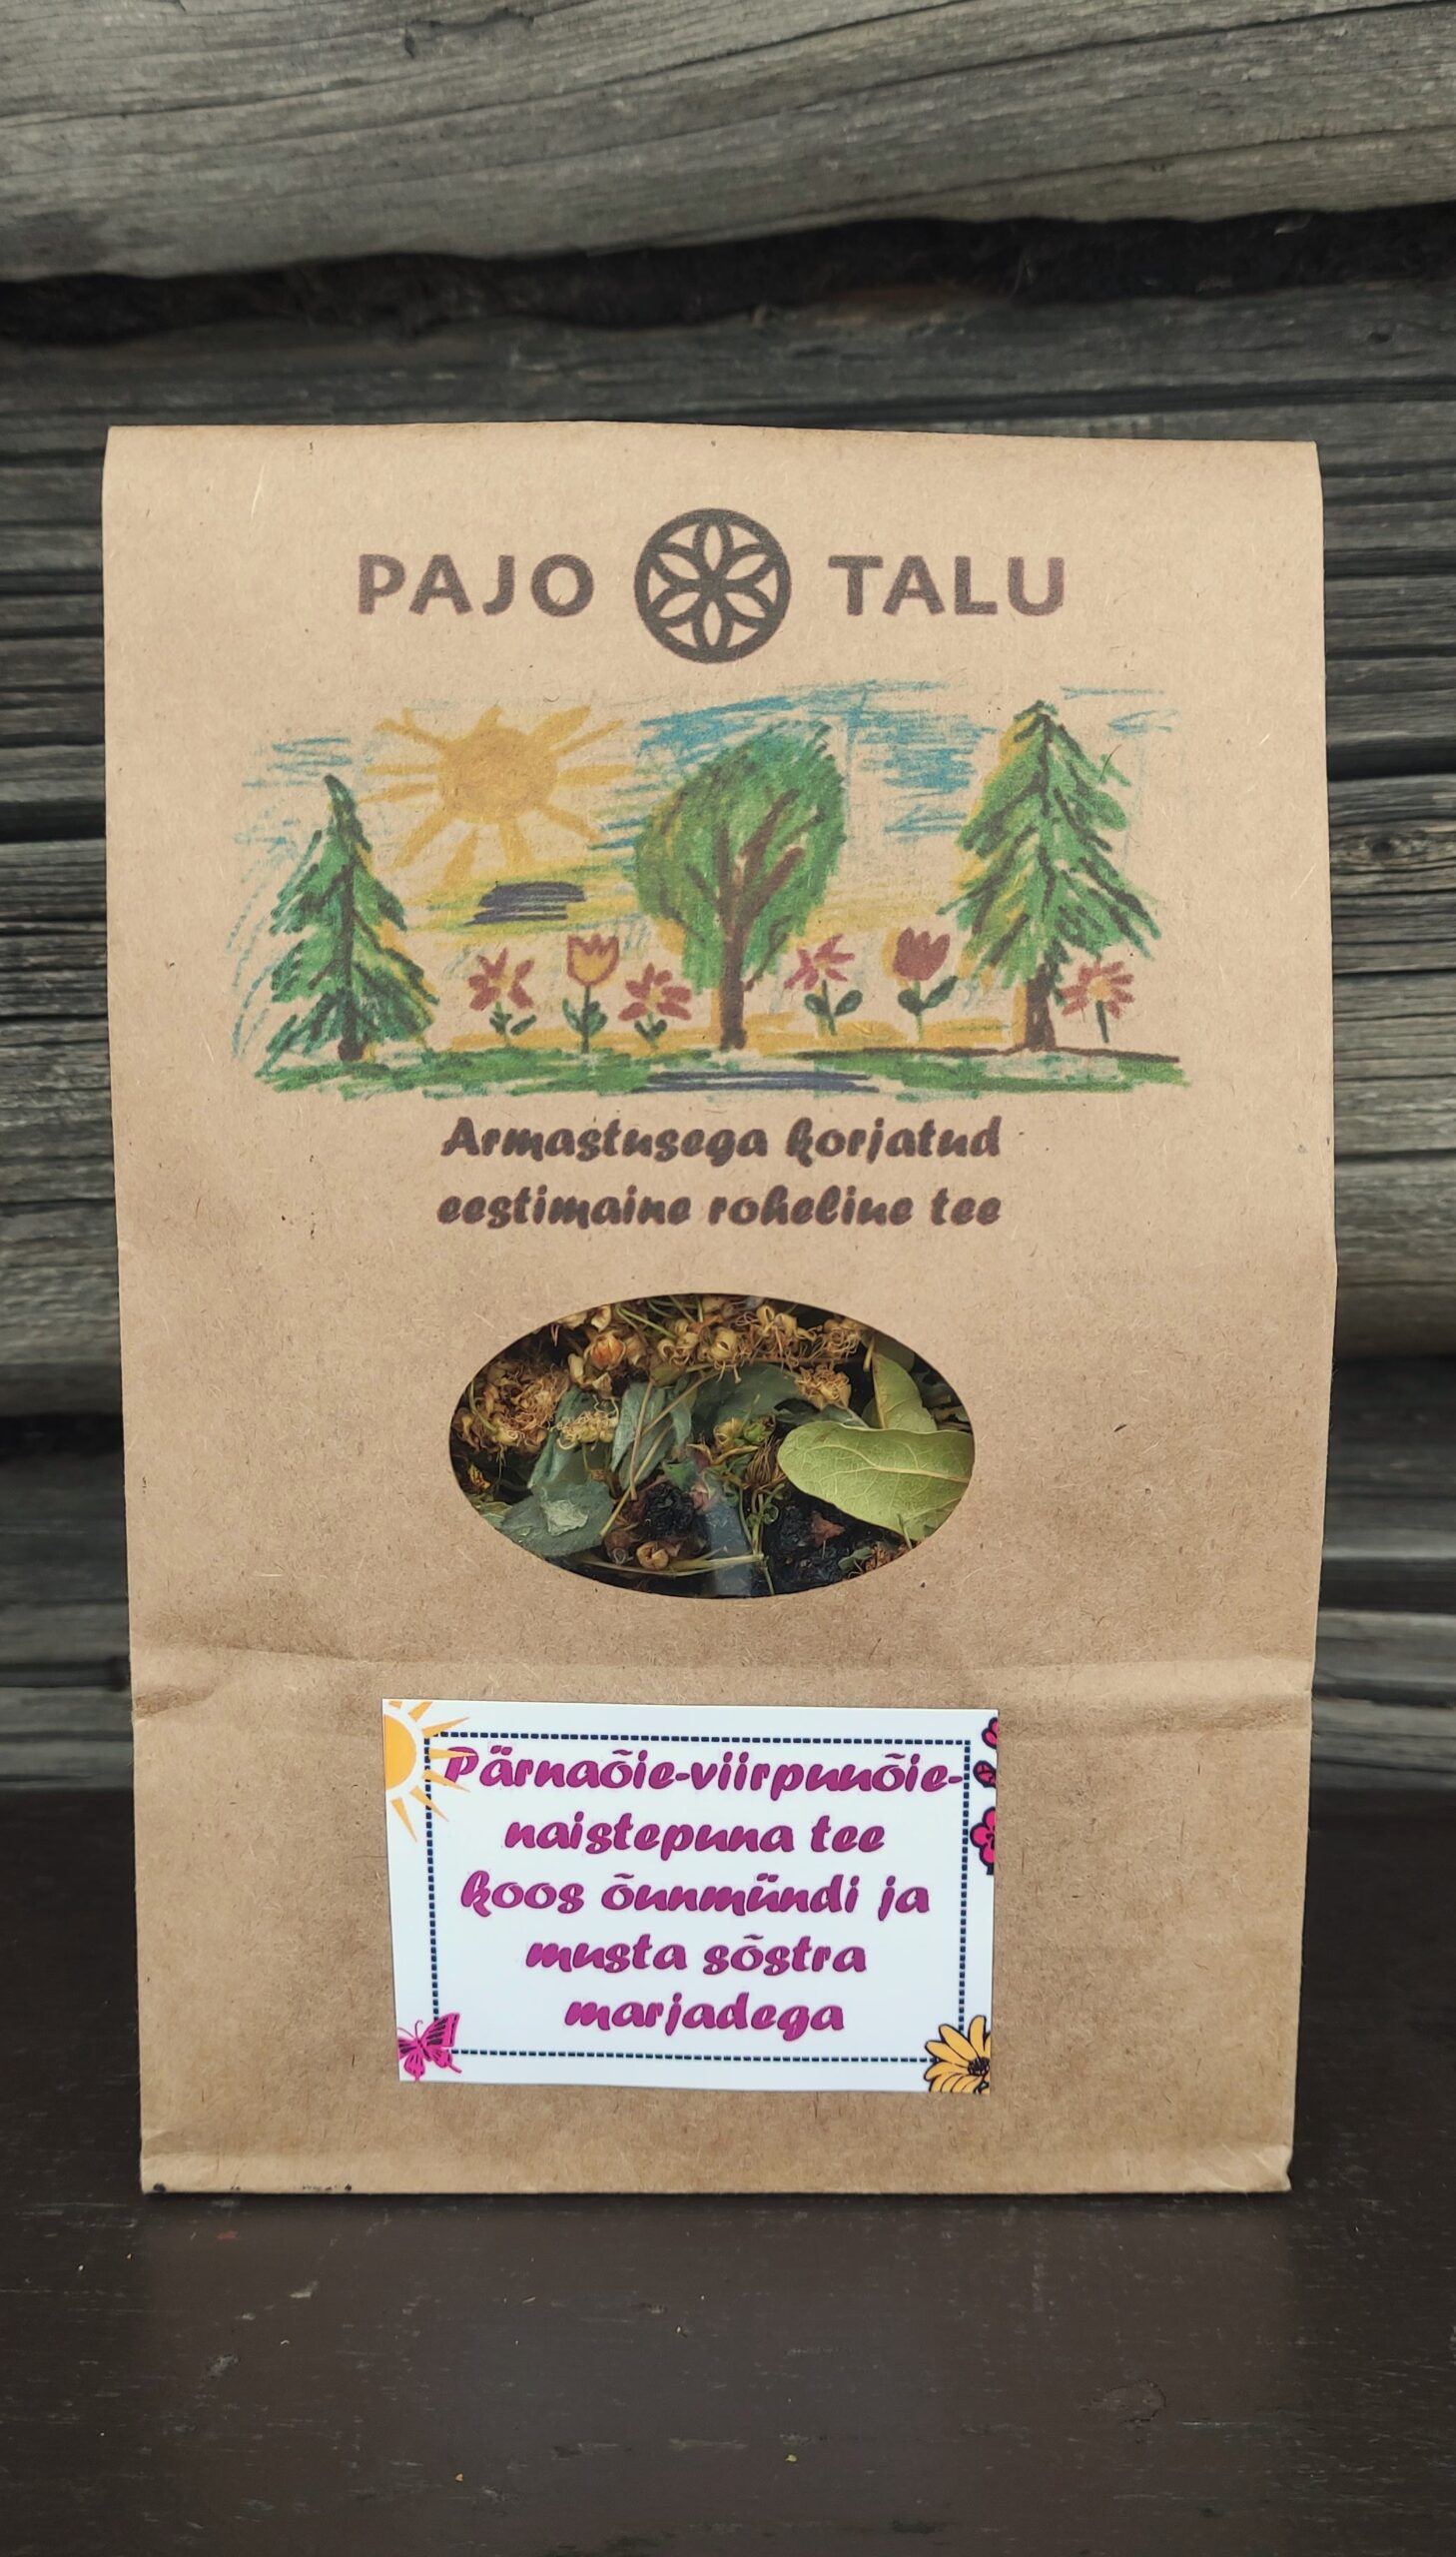 PAJO TALU
Armastusega korjatud
eestimaine roheline tee
Pärnaõie-viirpuuõie-
naistepuna tee
koos õunmündi ja
musta sõstra
marjadega